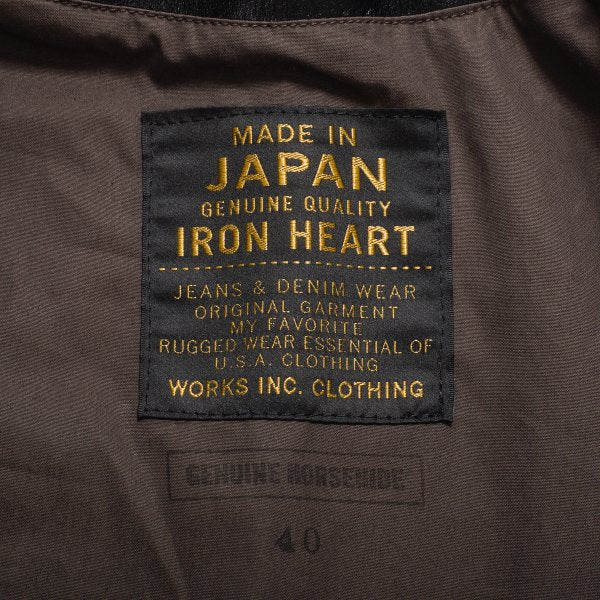 MADE IN
JAPAN
GENUINE QUALITY
IRON HEART
JEANS & DENIM WEAR
ORIGINAL GARMENT
MY FAVORITE
RUGGED WEAR ESSENTIAL OF
U.S.A. CLOTHING
WORKS INC. CLOTHING
GENUINE HORSEHIDE
40